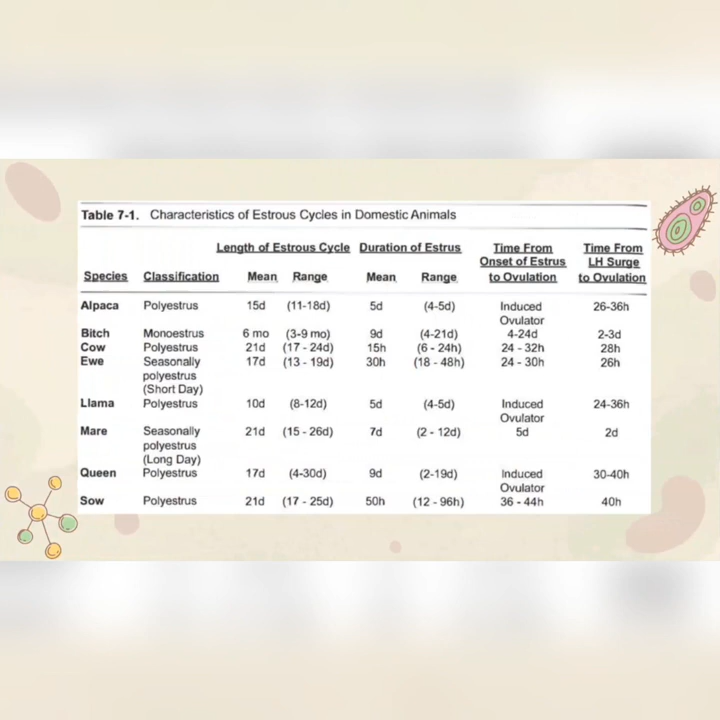 Table 7-1. Characteristics of Estrous Cycles in Domestic Animals
Length of Estrous Cycle Duration of Estrus Time From Time From
Onset of Estrus LH Surge
Species Classification Mean Range Mean Range to Ovulation to Ovulation
Alpaca Polyestrus 15d (11-18d) 5d (4-5d) Induced 26-36h
Ovulator
Bitch Monoestrus 6 mo (3-9 mo) 9d (4-21d) 4-24d 2-3d
Cow Polyestrus 21d (17 - 24d) 15h (6 - 24h) 24 - 32h 28h
Ewe Seasonally 17d (13 - 19d) 30h (18 - 48h) 24 - 30h 26h
polyestrus
(Short Day)
Llama Polyestrus 10d (8-12d) 5d (4-5d) Induced 24-36h
Ovulator
Mare Seasonally 21d (15 - 26d) 7d (2 - 12d) 5d 2d
polyestrus
(Long Day)
Queen Polyestrus 17d (4-30d) 9d (2-19d) Induced 30-40h
Ovulator
Sow Polyestrus 21d (17 - 25d) 50h (12 - 96h) 36 - 44h 40h